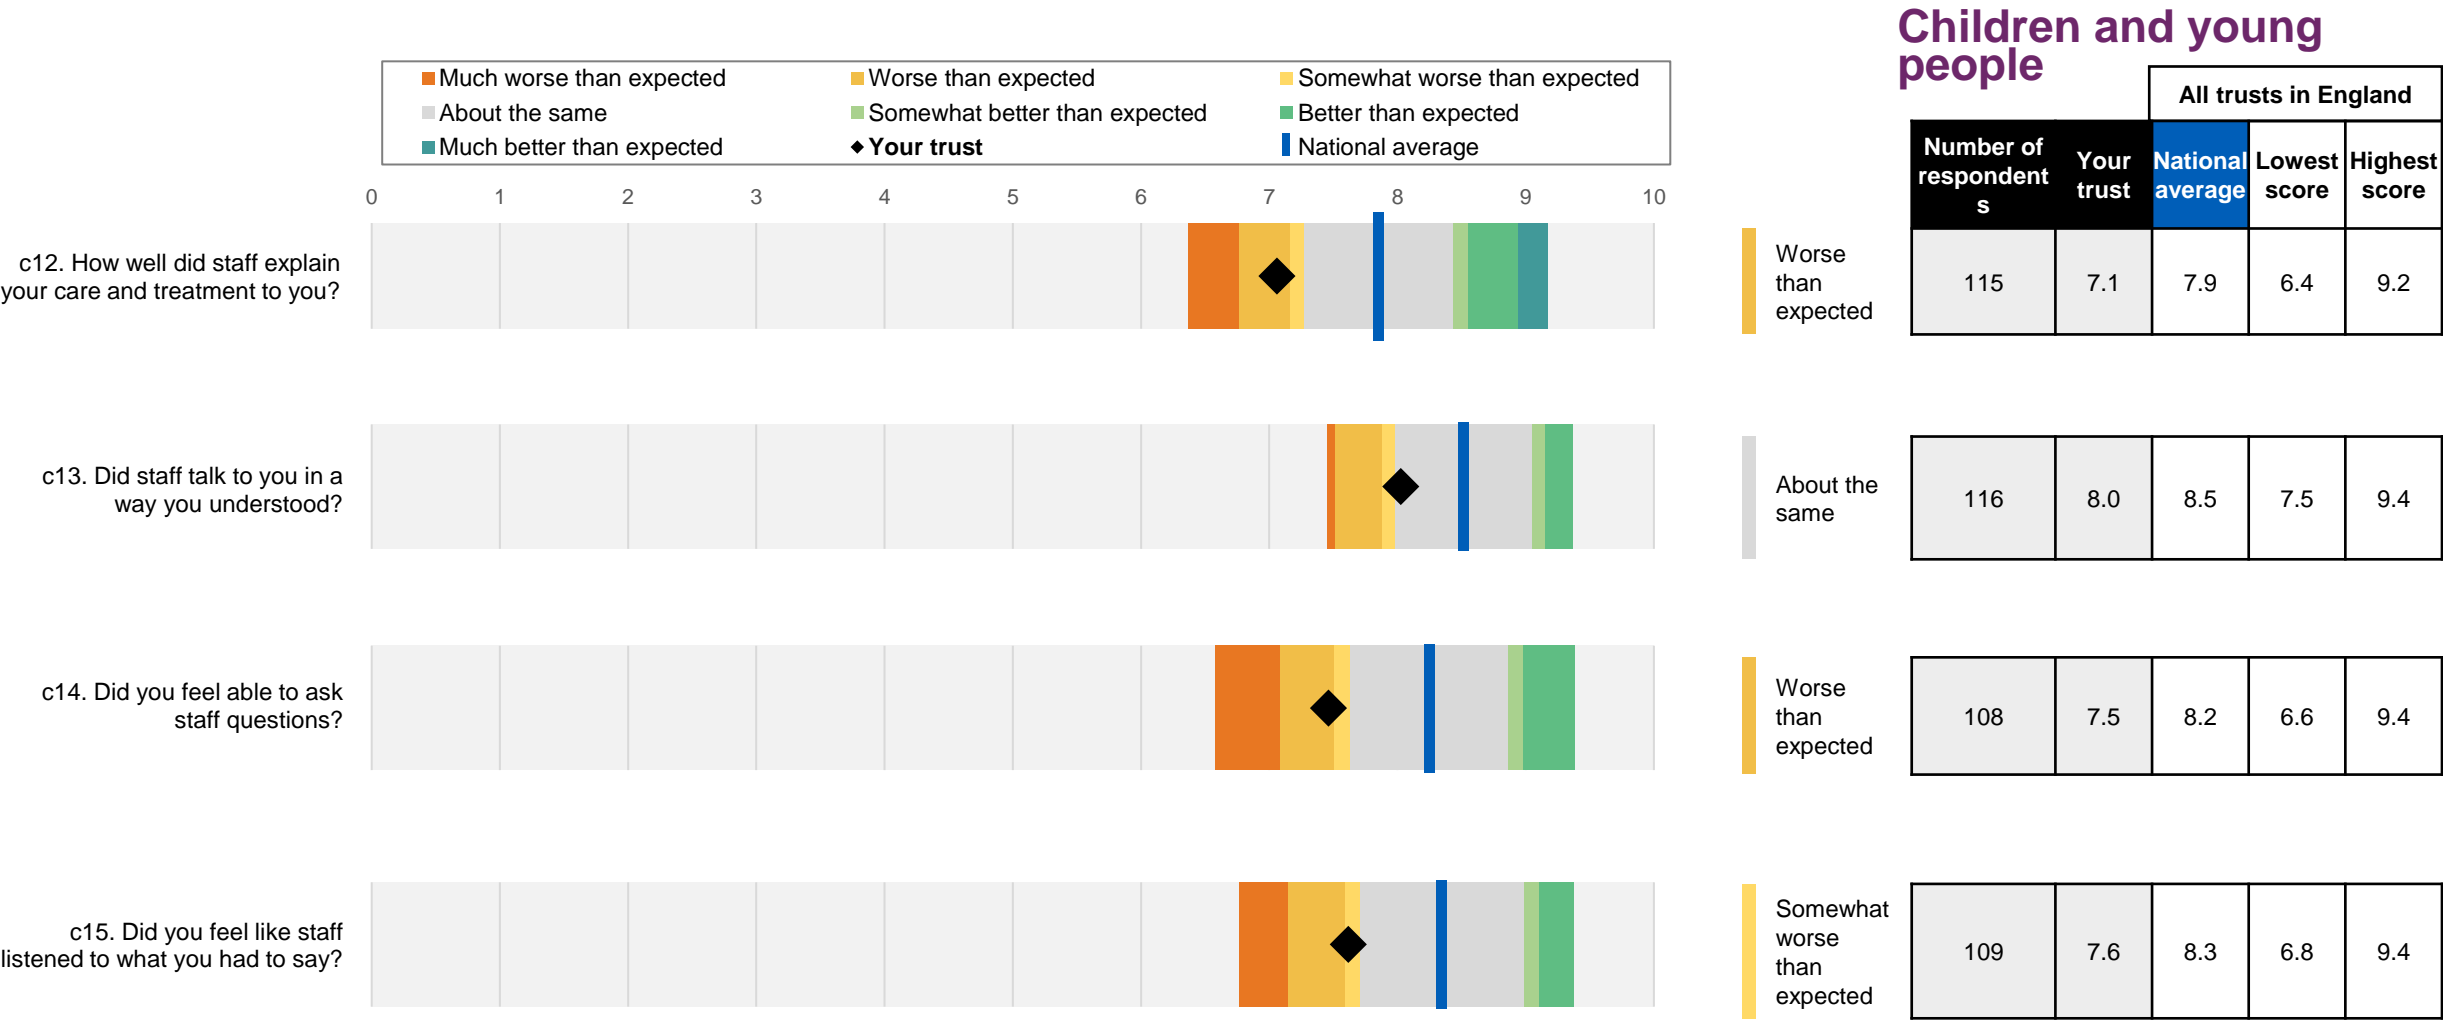 Children and young
people
Much worse than expected
Worse than expected
Somewhat worse than expected
About the same
Somewhat better than expected
Better than expected
Much better than expected
Your trust
National average
All trusts in England
Number of
respondent
s
Your
trust
National
average
Lowest
score
Highest
score
0 1 2 3 4 5 6 7 8 9 10
c12. How well did staff explain
your care and treatment to you?
Worse
than
expected
115 7.1 7.9 6.4 9.2
c13. Did staff talk to you in a
way you understood?
About the
same
116 8.0 8.5 7.5 9.4
c14. Did you feel able to ask
staff questions?
Worse
than
expected
108 7.5 8.2 6.6 9.4
c15. Did you feel like staff
listened to what you had to say?
Somewhat
worse
than
expected
109 7.6 8.3 6.8 9.4